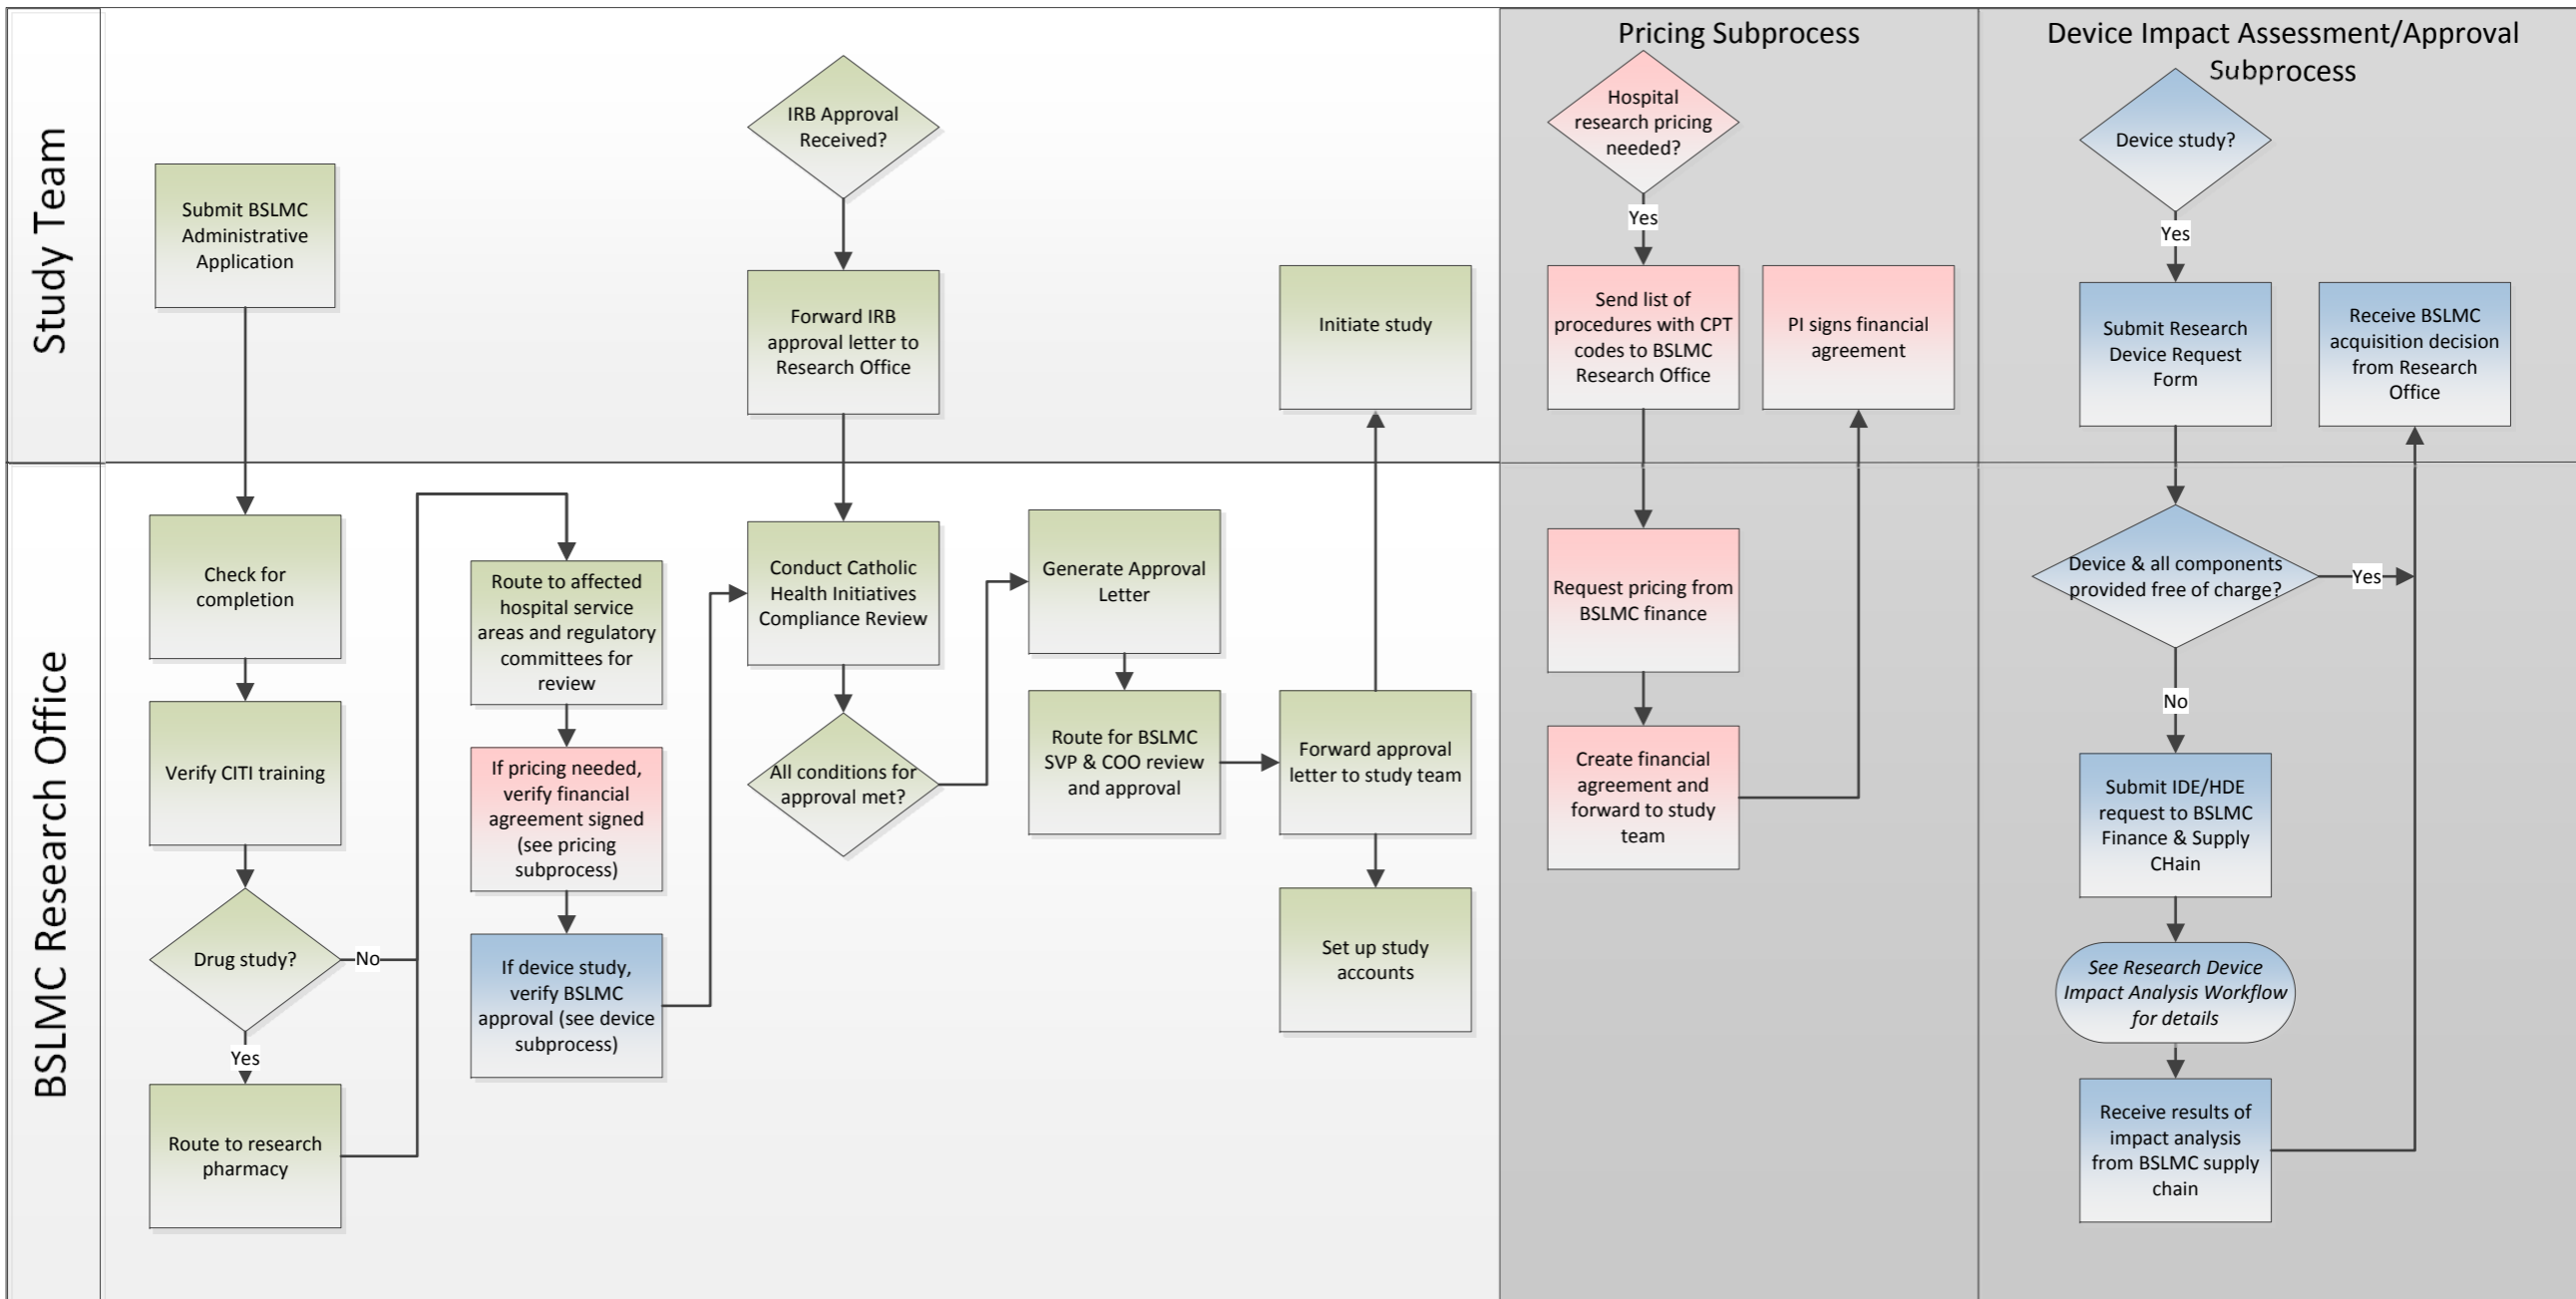 Study Team
Submit BSLMC
Administrative
Application
IRB Approval
Received?
Forward IRB
approval letter to
Research Office
Initiate study
BSLMC Research Office
Check for
completion
Verify CITI training
Drug study?
No
Yes
Route to research
pharmacy
Route to affected
hospital service
areas and regulatory
committees for
review
If pricing needed,
verify financial
agreement signed
(see pricing
subprocess)
If device study,
verify BSLMC
approval (see device
subprocess)
Conduct Catholic
Health Initiatives
Compliance Review
All conditions for
approval met?
Generate Approval
Letter
Route for BSLMC
SVP & COO review
and approval
Forward approval
letter to study team
Set up study
accounts
Pricing Subprocess
Hospital
research pricing
needed?
Yes
Send list of
procedures with CPT
codes to BSLMC
Research Office
PI signs financial
agreement
Request pricing from
BSLMC finance
Create financial
agreement and
forward to study
team
Device Impact Assessment/Approval
Subprocess
Device study?
Yes
Submit Research
Device Request
Form
Receive BSLMC
acquisition decision
from Research
Office
Device & all components
provided free of charge?
Yes
No
Submit IDE/HDE
request to BSLMC
Finance & Supply
CHain
See Research Device
Impact Analysis Workflow
for details
Receive results of
impact analysis
from BSLMC supply
chain